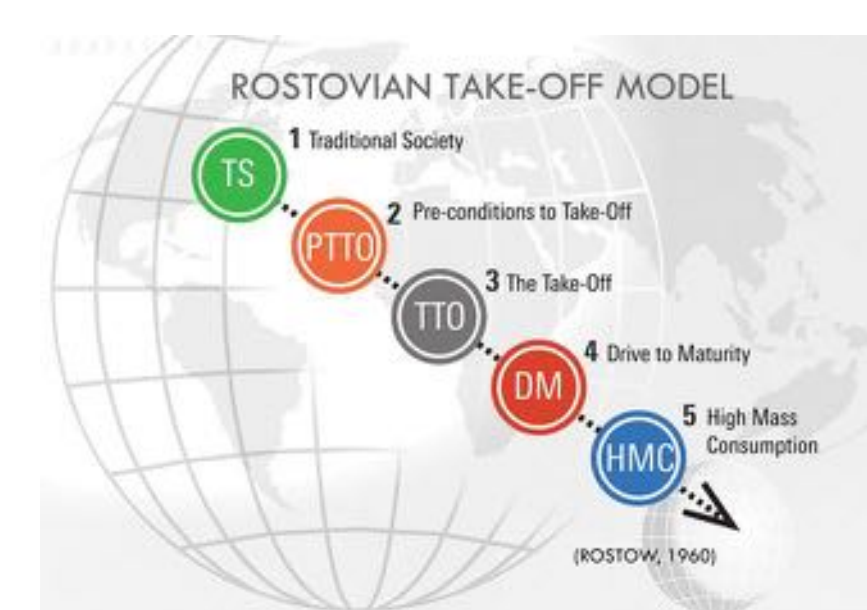 ROSTOVIAN TAKE-OFF MODEL
1 Traditional Society
TS
2 Pre-conditions to Take-Off
PTTO
3 The Take-Off
TTO
4 Drive to Maturity
DM
5 High Mass
Consumption
HMC
(ROSTOW, 1960)